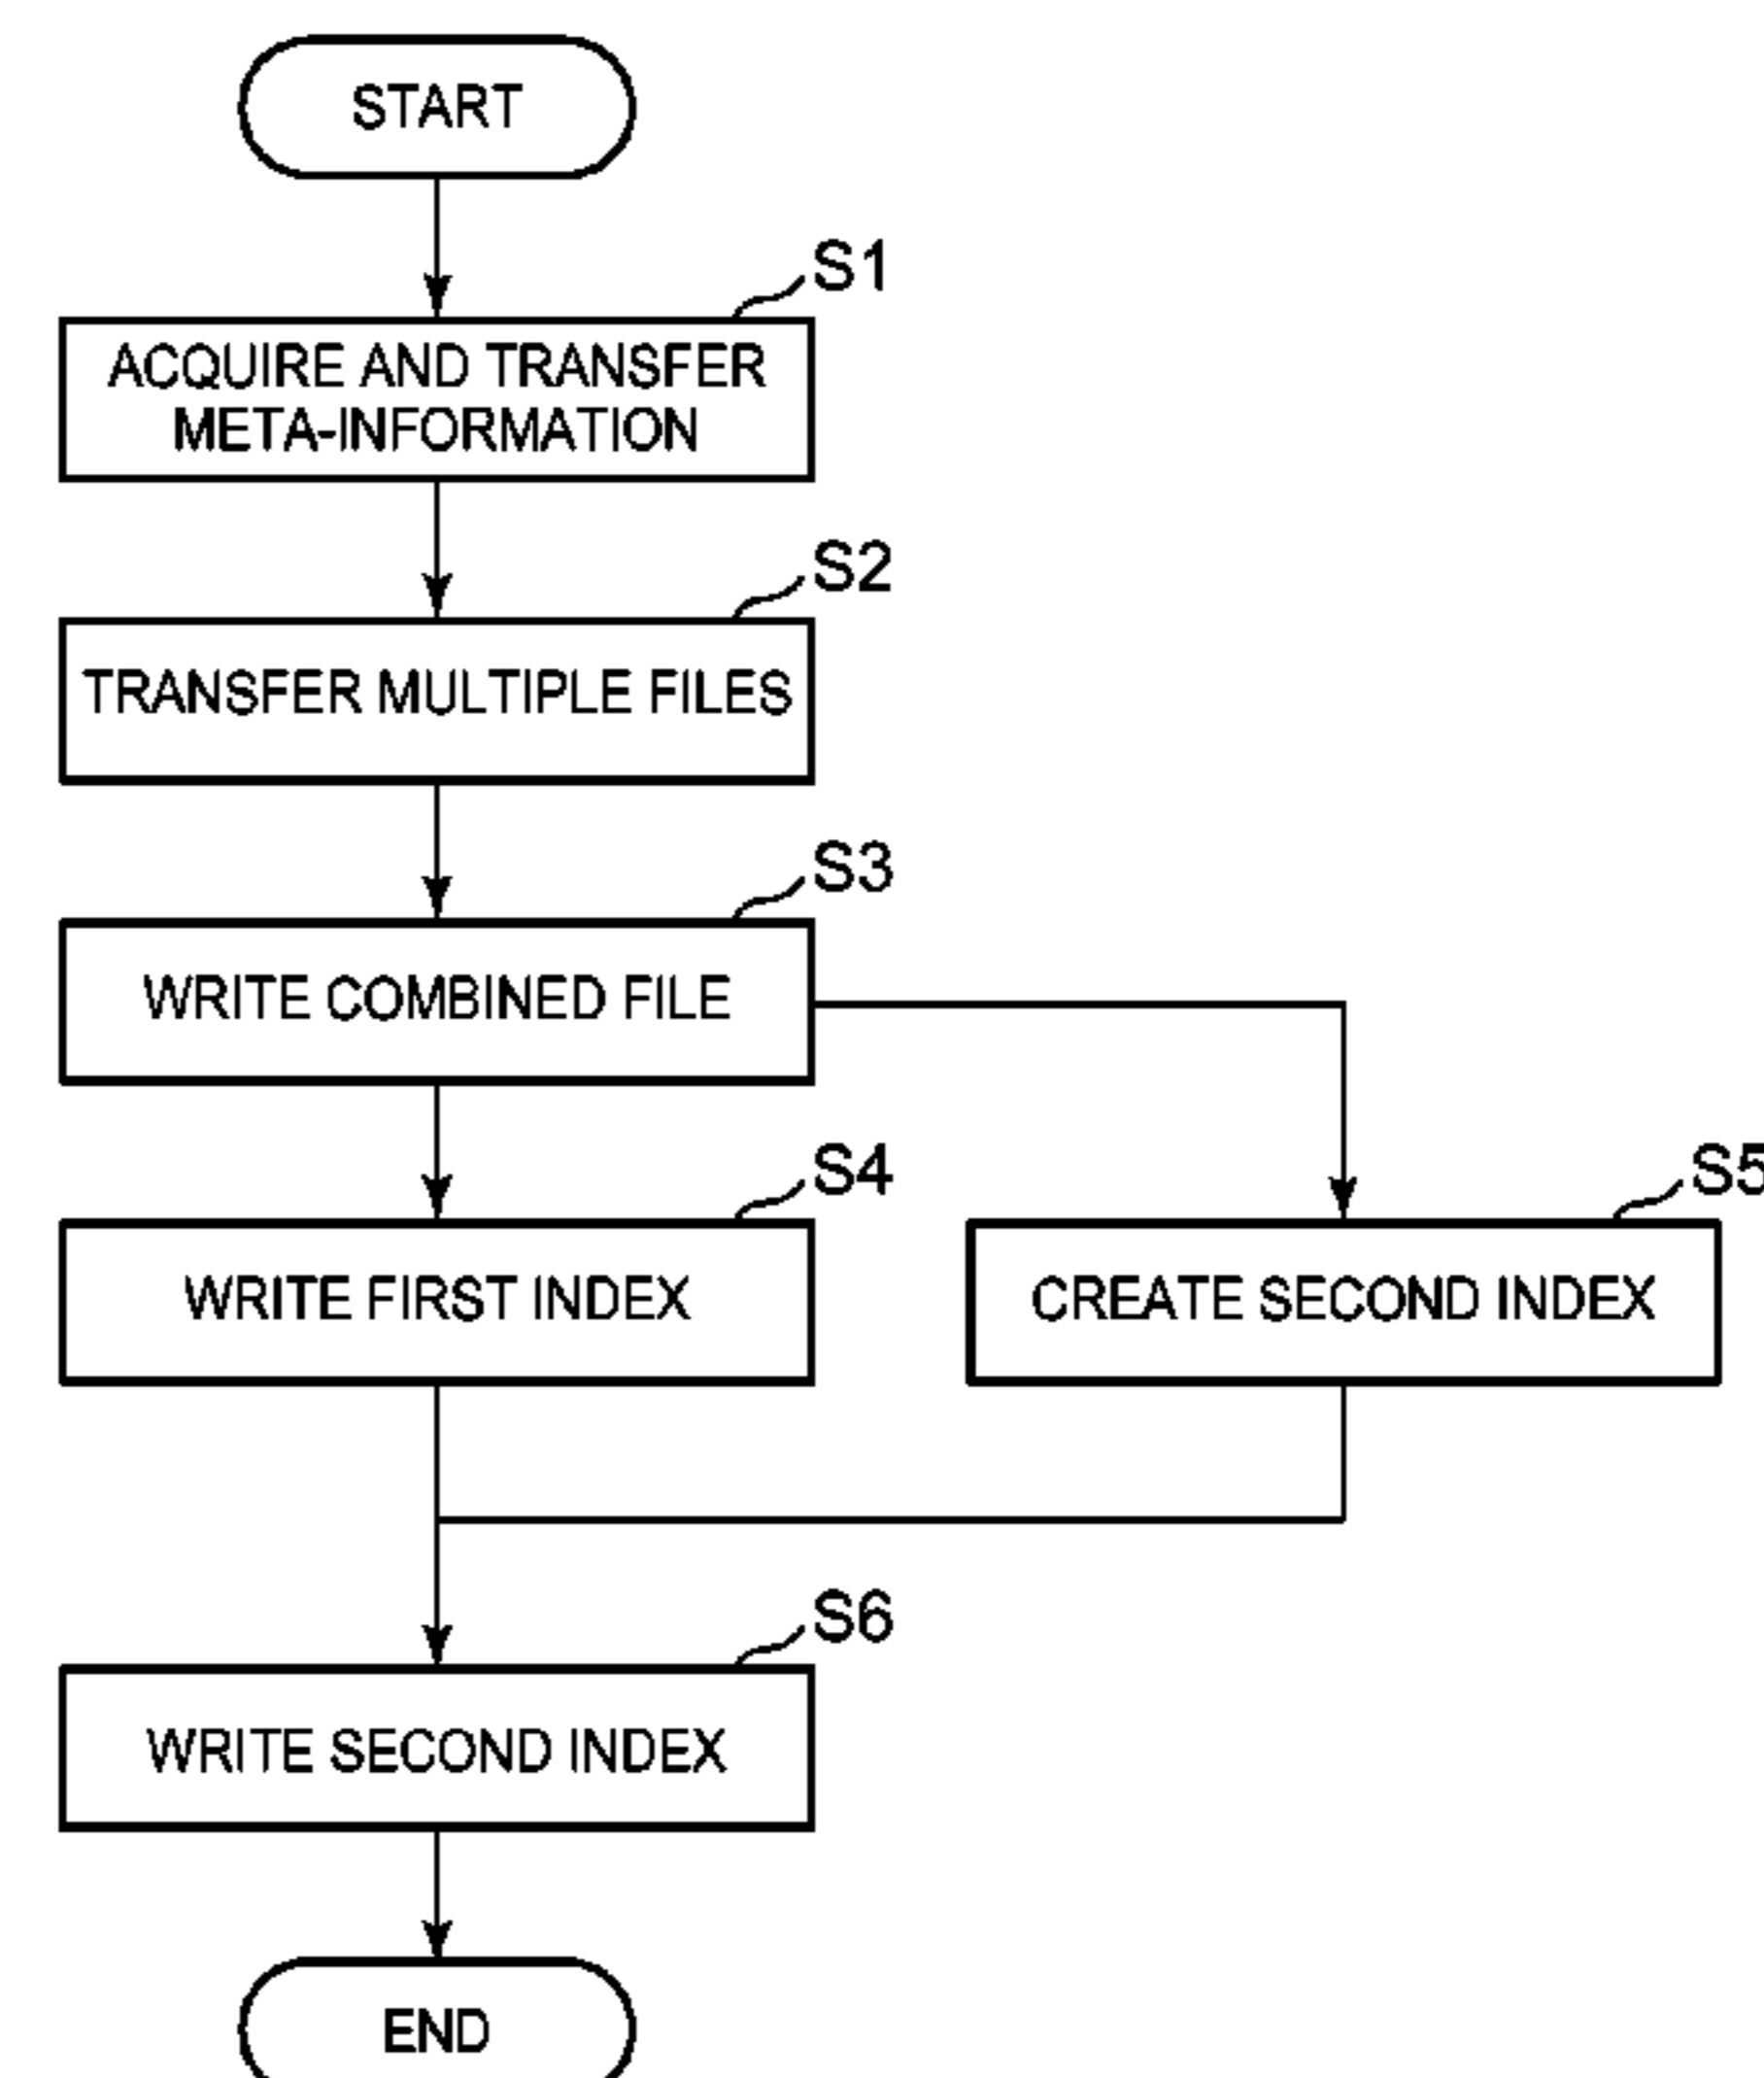 START
S1
ACQUIRE AND TRANSFER
META-INFORMATION
S2
TRANSFER MULTIPLE FILES
S3
WRITE COMBINED FILE
S4
WRITE FIRST INDEX
S5
CREATE SECOND INDEX
S6
WRITE SECOND INDEX
END